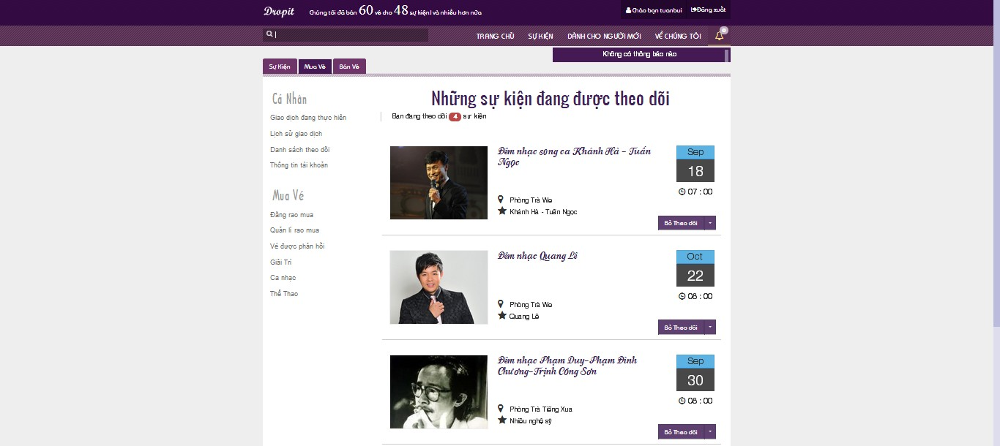 Dropit
Chúng tôi đã bán 60 vé cho 48 sự kiện! và nhiều hơn nữa
Chào bạn tuanbui
Đăng xuất
TRANG CHỦ
SỰ KIỆN
DÀNH CHO NGƯỜI MỚI
VỀ CHÚNG TÔI
0
Không có thông báo nào
Sự Kiện
Mua Vé
Bán Vé
Cá Nhân
Giao dịch đang thực hiên
Lịch sử giao dịch
Danh sách theo dõi
Thông tin tài khoản
Mua Vé
Đăng rao mua
Quản lí rao mua
Vé được phản hồi
Giải Trí
Ca nhạc
Thể Thao
Những sự kiện đang được theo dõi
Bạn đang theo dõi 4 sự kiện
Đêm nhạc song ca Khánh Hà - Tuấn
Ngọc
Phòng Trà We
Khánh Hà - Tuấn Ngọc
Sep
18
07 : 00
Bỏ Theo dõi
Đêm nhạc Quang Lê
Phòng Trà We
Quang Lê
Oct
22
08 : 00
Bỏ Theo dõi
Đêm nhạc Phạm Duy-Phạm Đình
Chương-Trịnh Công Sơn
Phòng Trà Tiếng Xưa
Nhiều nghệ sỹ
Sep
30
08 : 00
Bỏ Theo dõi